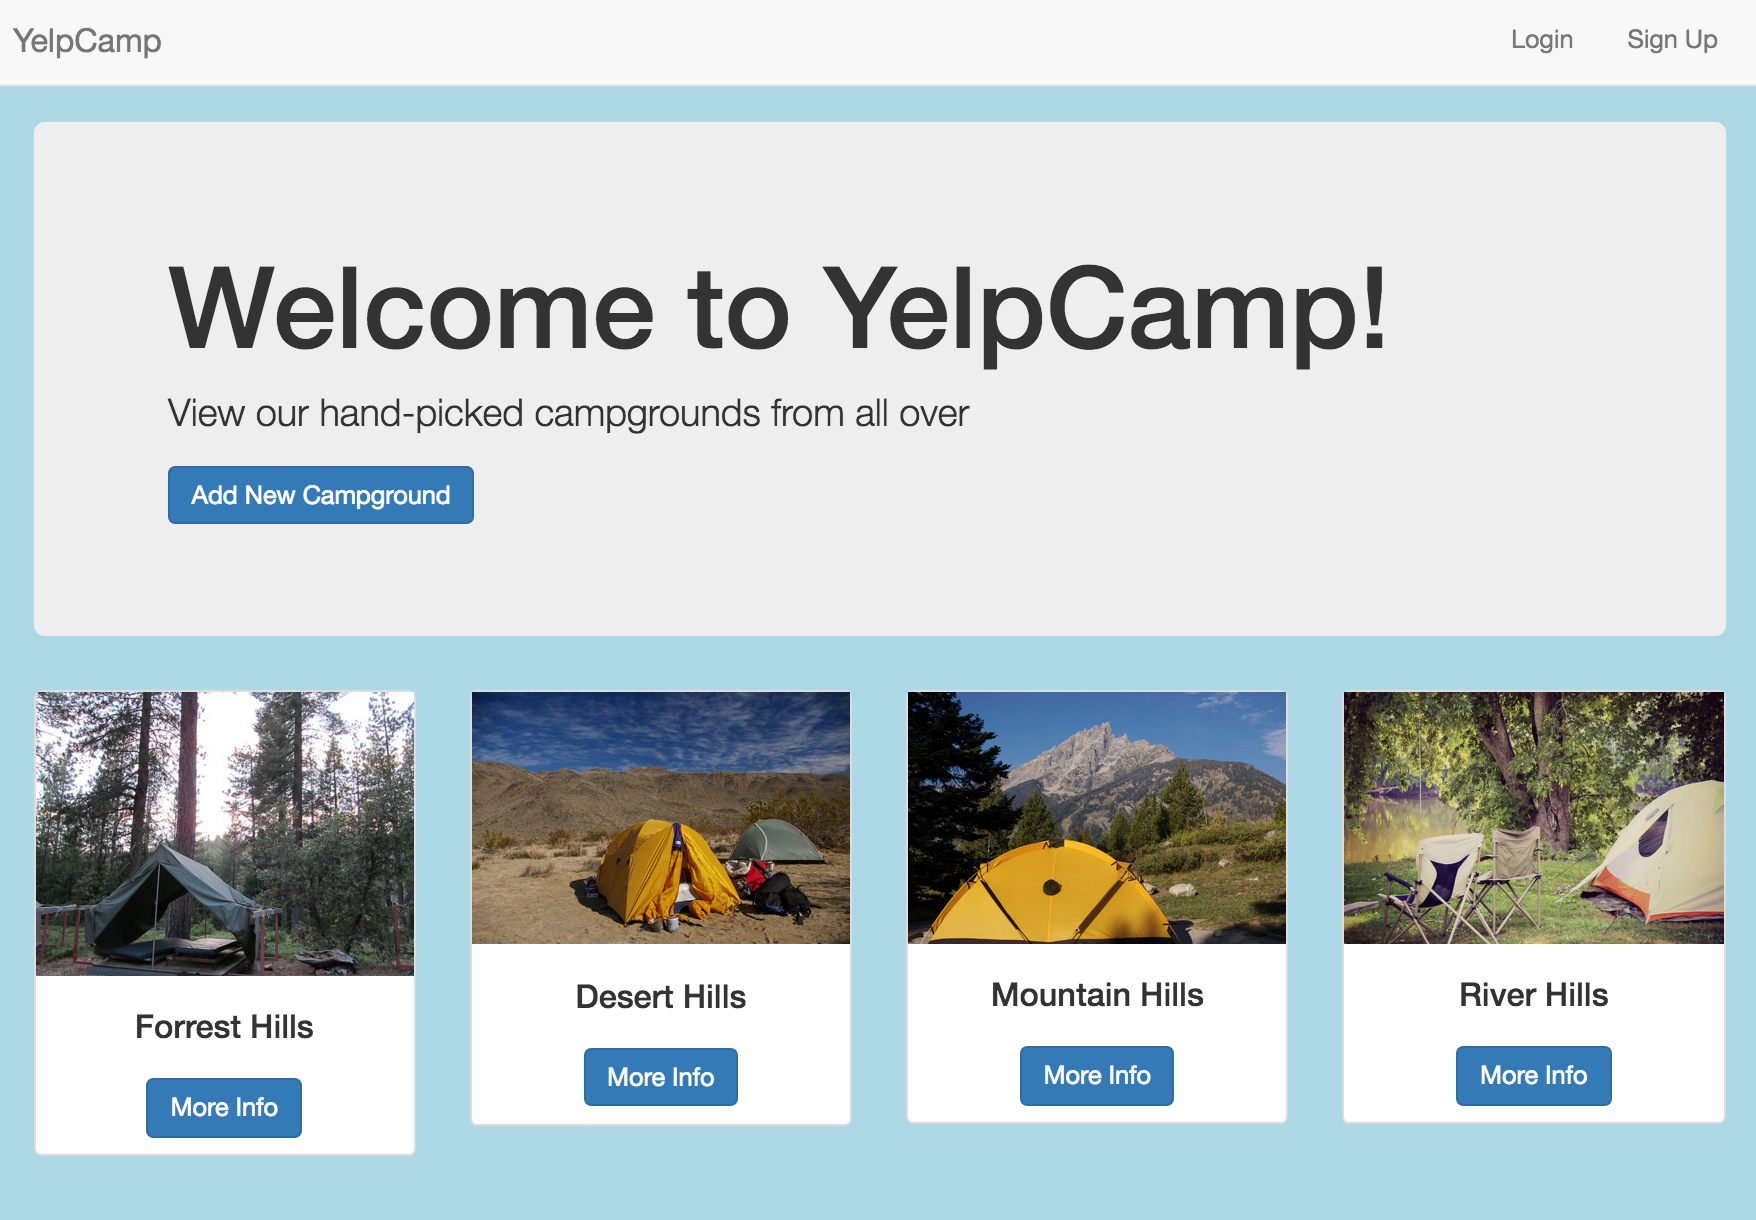 YelpCamp
Login
Sign Up
Welcome to YelpCamp!
View our hand-picked campgrounds from all over
Add New Campground
Forrest Hills
More Info
Desert Hills
More Info
Mountain Hills
More Info
River Hills
More Info